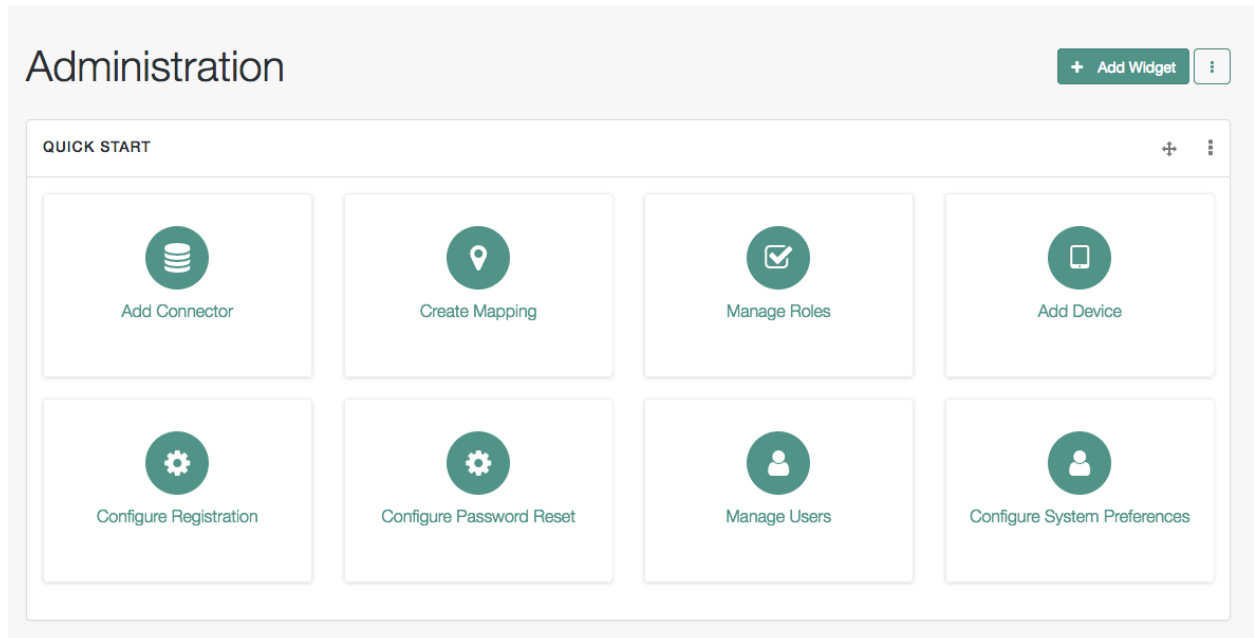 Administration
Add Widget
QUICK START
Add Connector
Create Mapping
Manage Roles
Add Device
Configure Registration
Configure Password Reset
Manage Users
Configure System Preferences